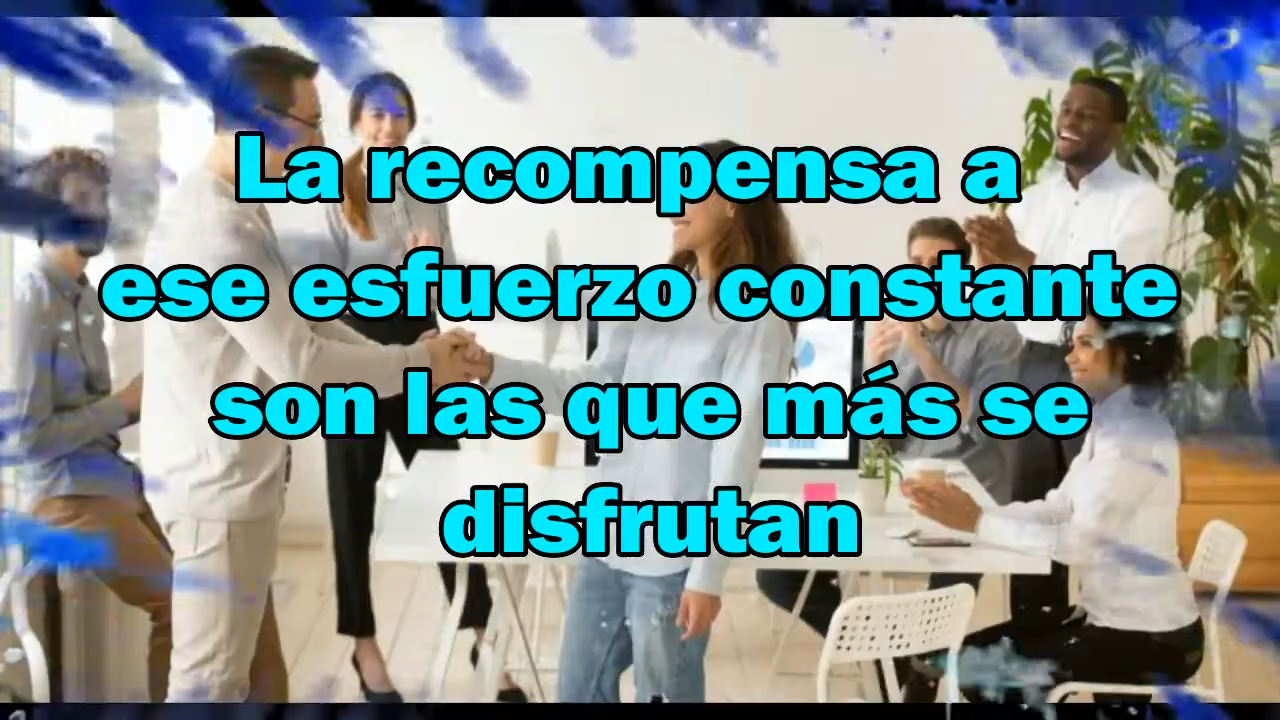 La recompensa a
ese esfuerzo constante
son las que más se
disfrutan